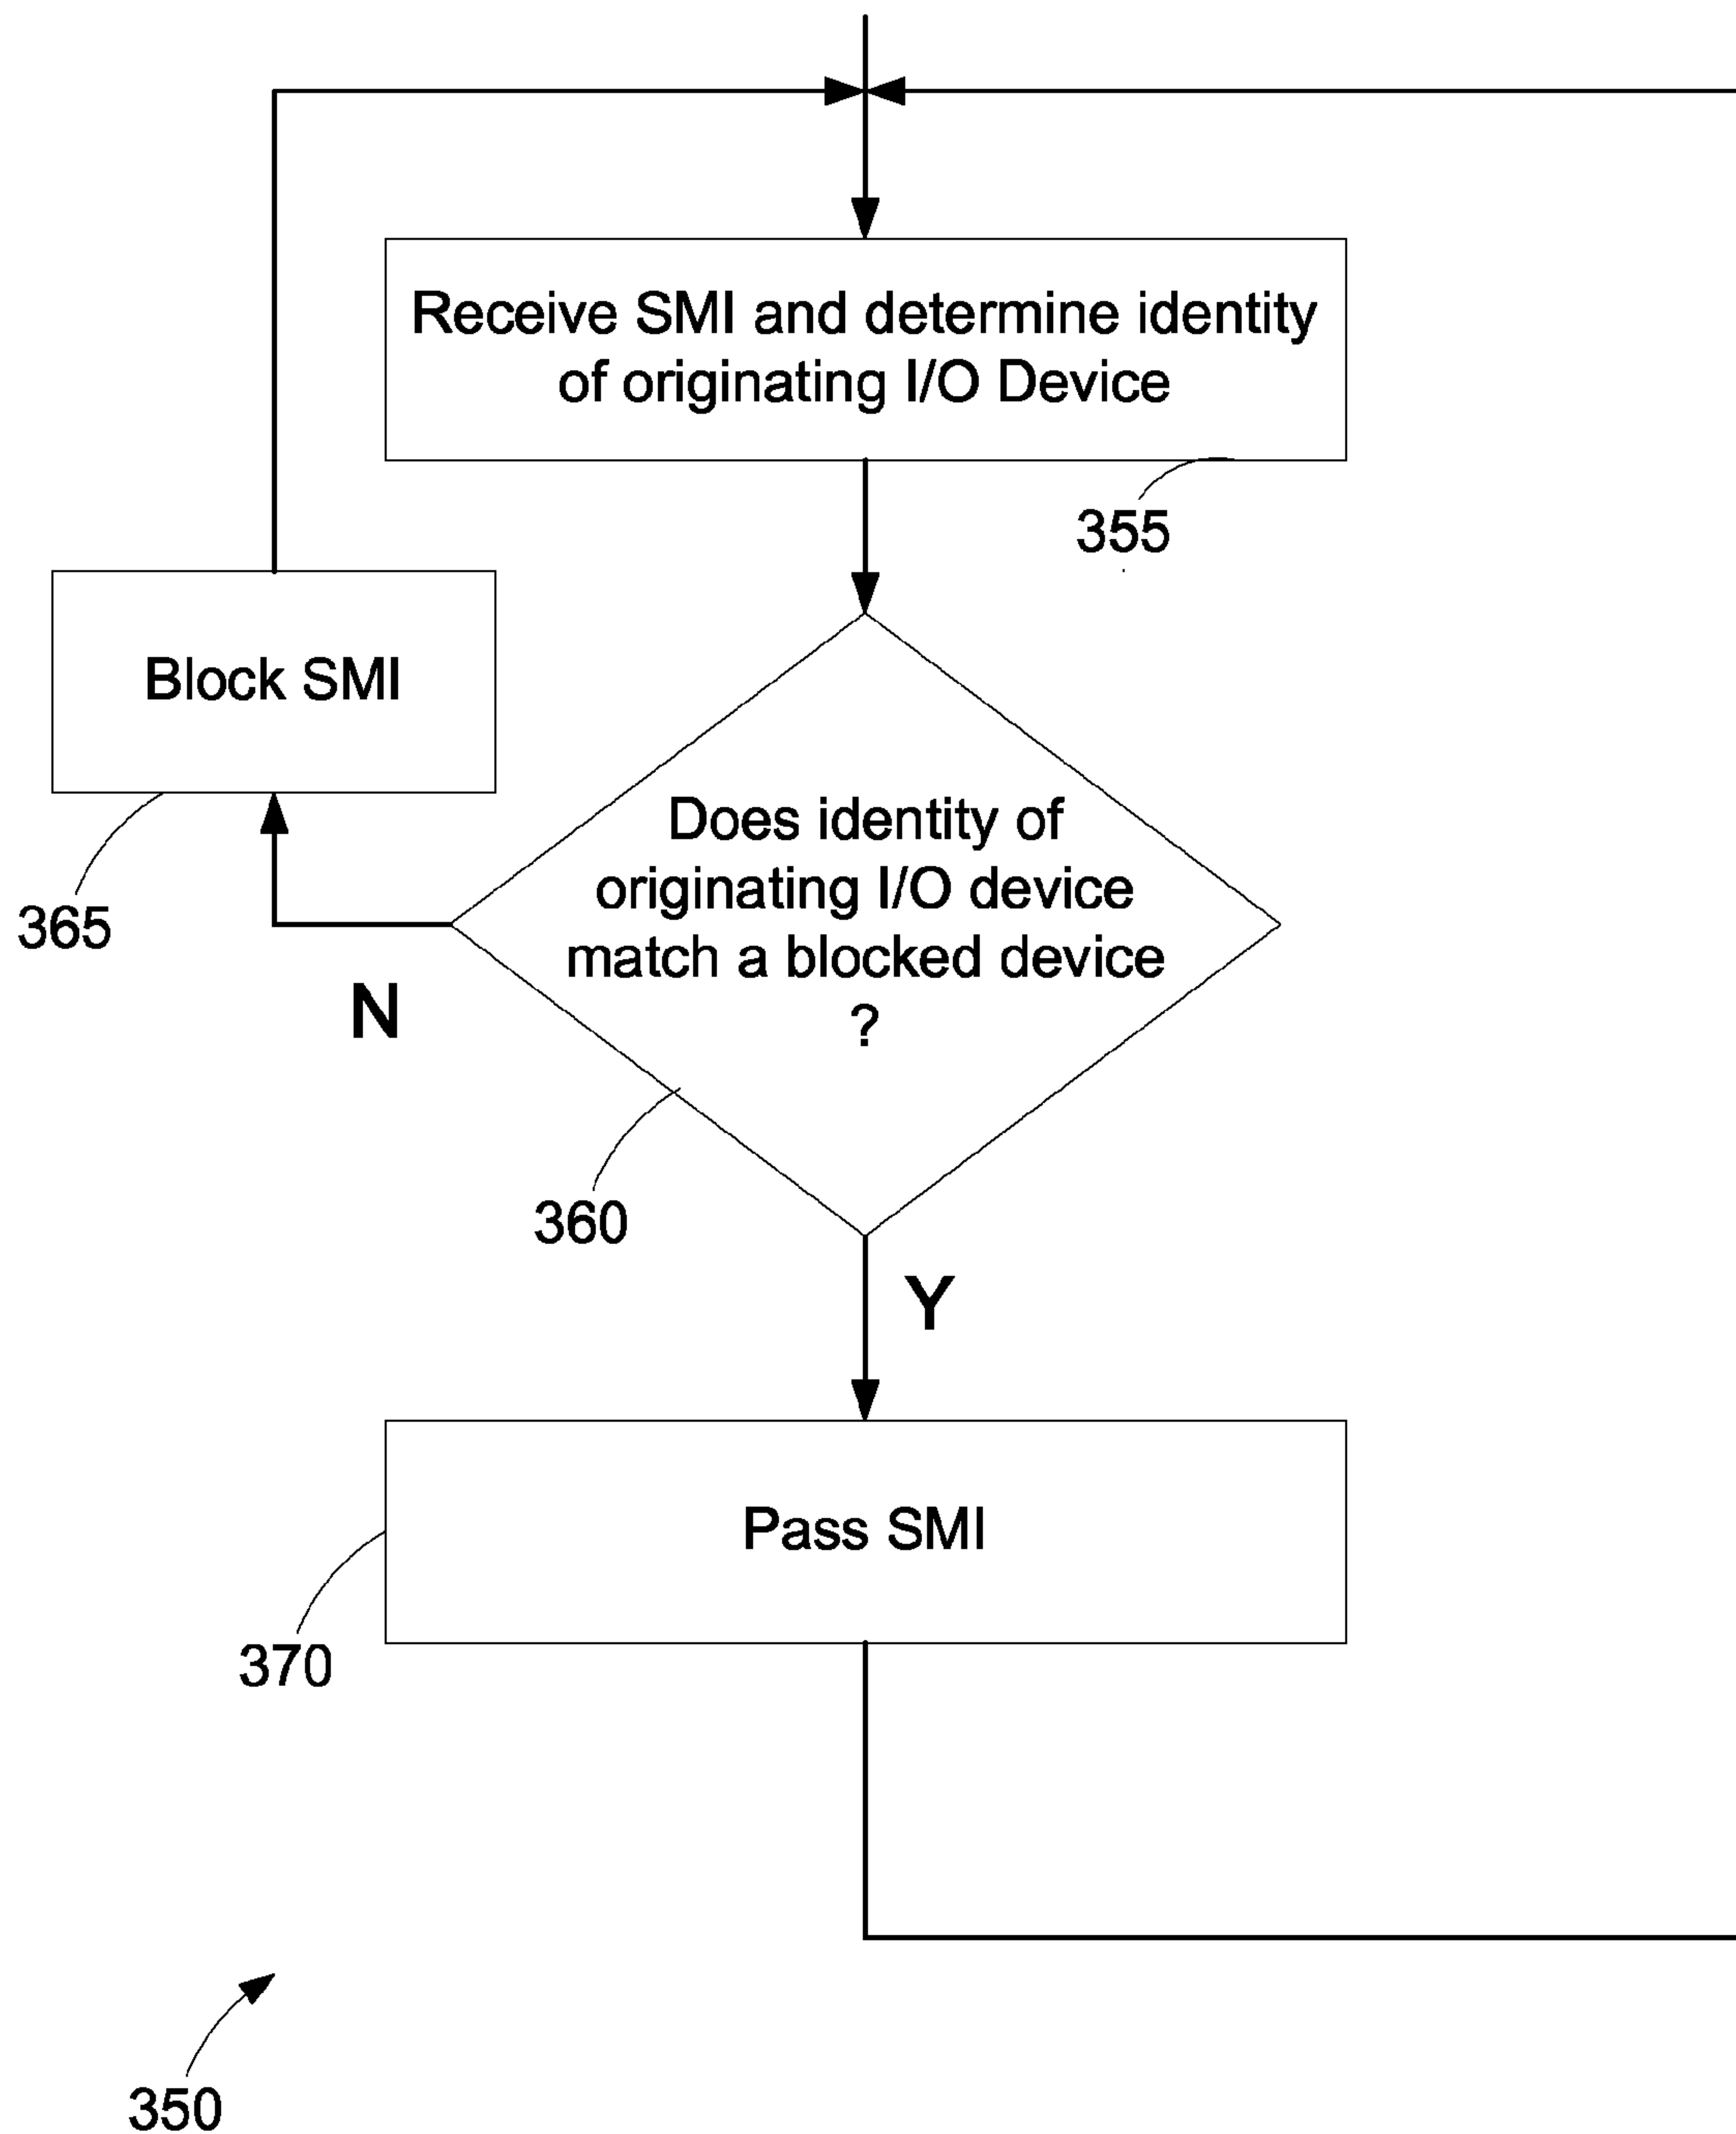 Receive SMI and determine identity
of originating I/O Device
355
Block SMI
365
N
Does identity of
originating I/O device
match a blocked device
?
360
Y
Pass SMI
370
350